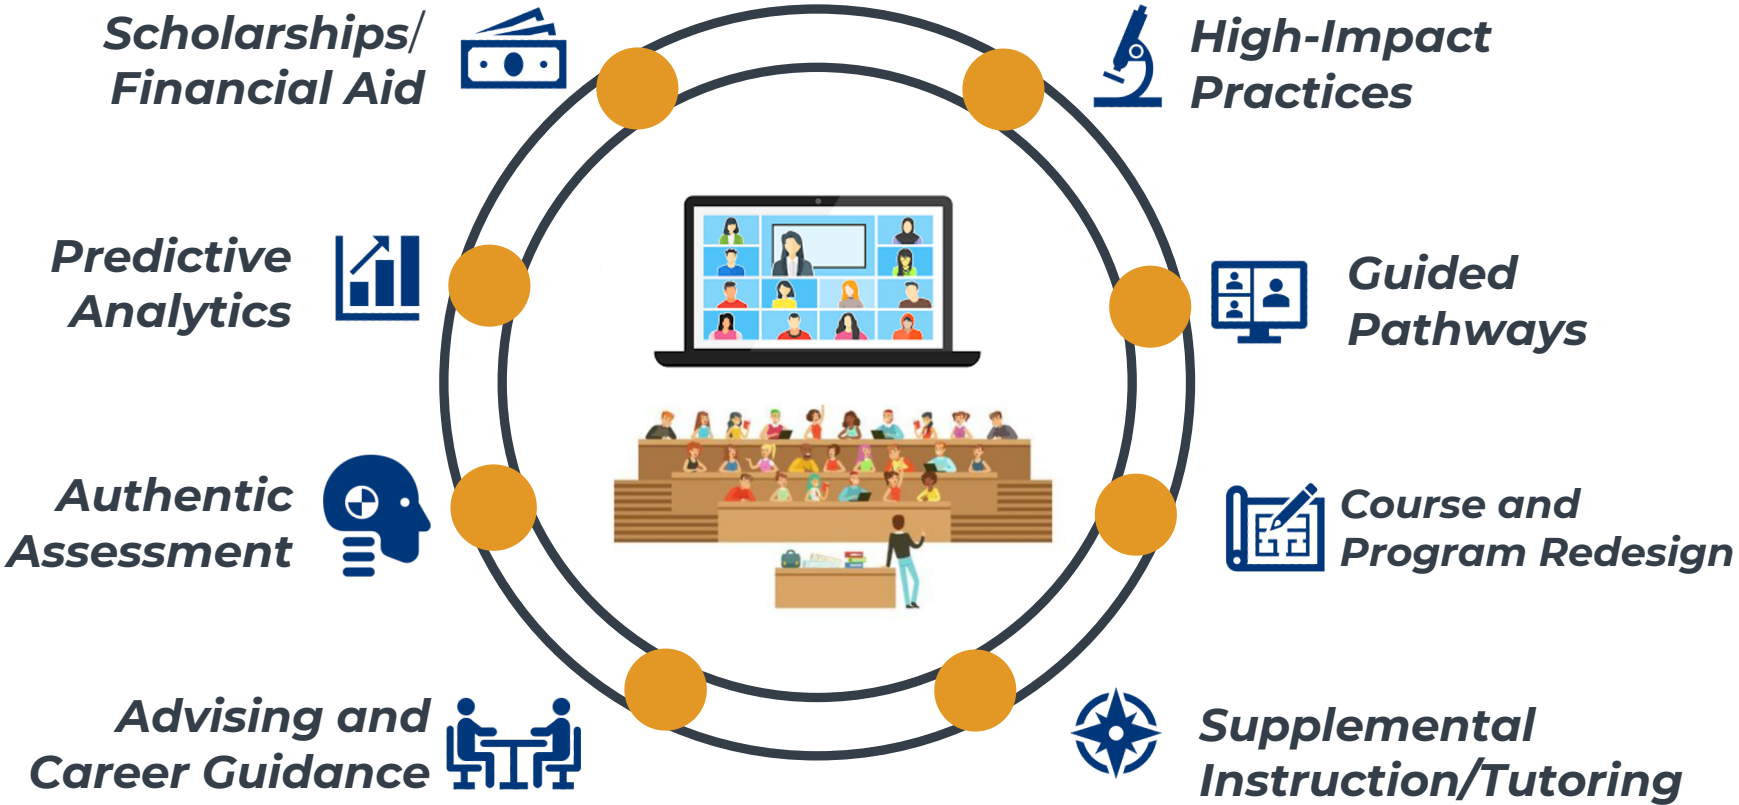 Scholarships/
Financial Aid
High-Impact
Practices
Predictive
Analytics
Guided
Pathways
Authentic
Assessment
Course and
Program Redesign
Advising and
Career Guidance
Supplemental
Instruction/Tutoring